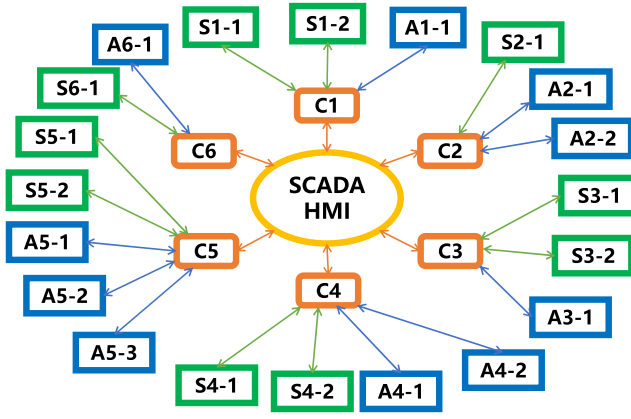 S1-1
S1-2
A1-1
S2-1
A6-1
S6-1
A2-1
C1
S5-1
A2-2
C6
C2
SCADA
HMI
S5-2
S3-1
A5-1
C5
C3
S3-2
A5-2
C4
A3-1
A5-3
A4-2
S4-1
S4-2
A4-1